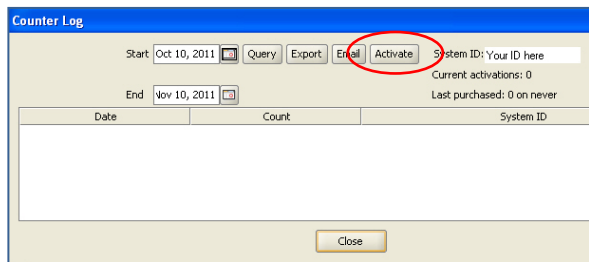 Counter Log
Start Oct 10, 2011 Query Export Email Activate System ID: Your ID here
Current activations: 0
End Nov 10, 2011 Last purchased: 0 on never
Date Count System ID
Close